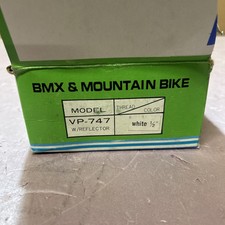 BMX & MOUNTAIN BIKE
MODEL THREAD COLOR
VP-747
W/REFLECTOR white ½"